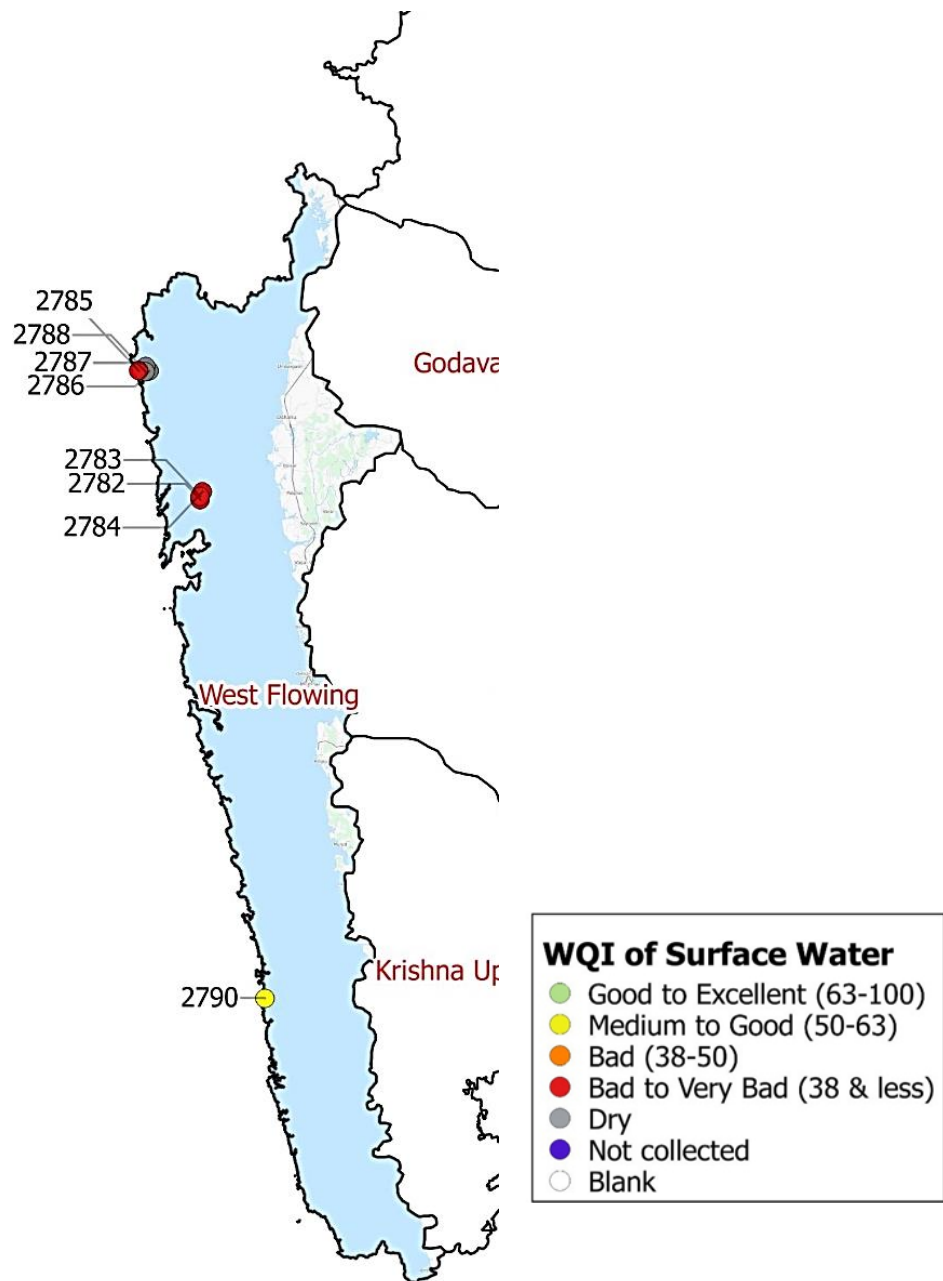 2785
2788
2787
2786
Godava
2783
2782
2784
West Flowing
Krishna Up
2790
WQI of Surface Water
Good to Excellent (63-100)
Medium to Good (50-63)
Bad (38-50)
Bad to Very Bad (38 & less)
Dry
Not collected
Blank